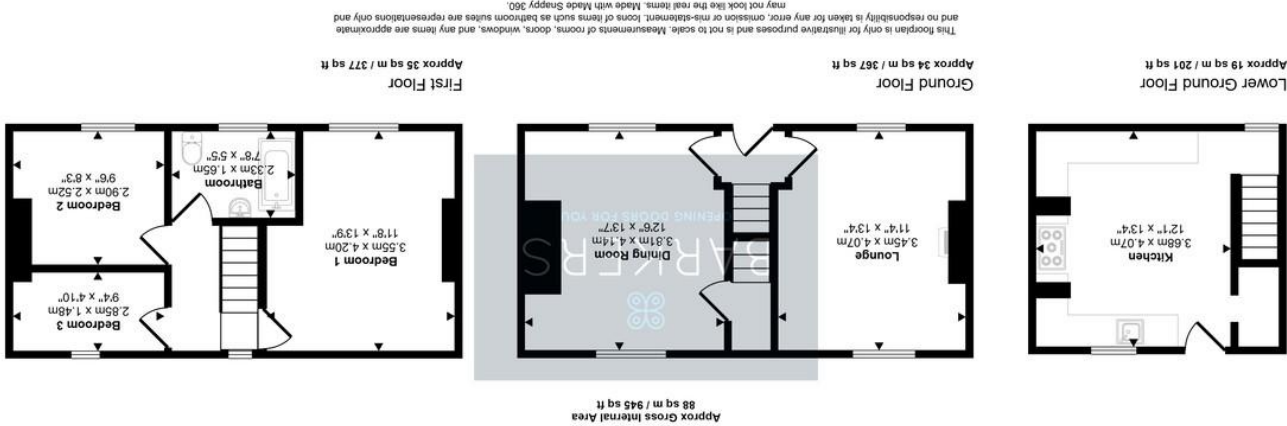 Approx Gross Internal Area
88 sq m / 945 sq ft
Kitchen
3.68m x 4.07m
12'1" x 13'4"
Lower Ground Floor
Approx 19 sq m / 201 sq ft
Lounge
3.45m x 4.07m
11'4" x 13'4"
Dining Room
3.81m x 4.14m
12'6" x 13'7"
BARKERS
OPENING DOORS FOR YOU
Ground Floor
Approx 34 sq m / 367 sq ft
Bedroom 1
3.55m x 4.20m
11'8" x 13'9"
Bedroom 3
2.85m x 1.48m
9'4" x 4'10"
Bedroom 2
2.90m x 2.52m
9'6" x 8'3"
Bathroom
2.33m x 1.65m
7'8" x 5'5"
First Floor
Approx 35 sq m / 377 sq ft
This floorplan is only for illustrative purposes and is not to scale. Measurements of rooms, doors, windows, and any items are approximate
and no responsibility is taken for any error, omission or mis-statement. Icons of items such as bathroom suites are representations only and
may not look like the real items. Made with Made Snappy 360.